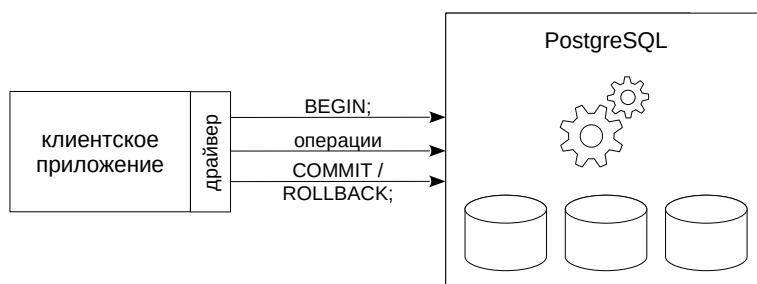 PostgreSQL
клиентское
приложение
драйвер
BEGIN;
операции
COMMIT /
ROLLBACK;